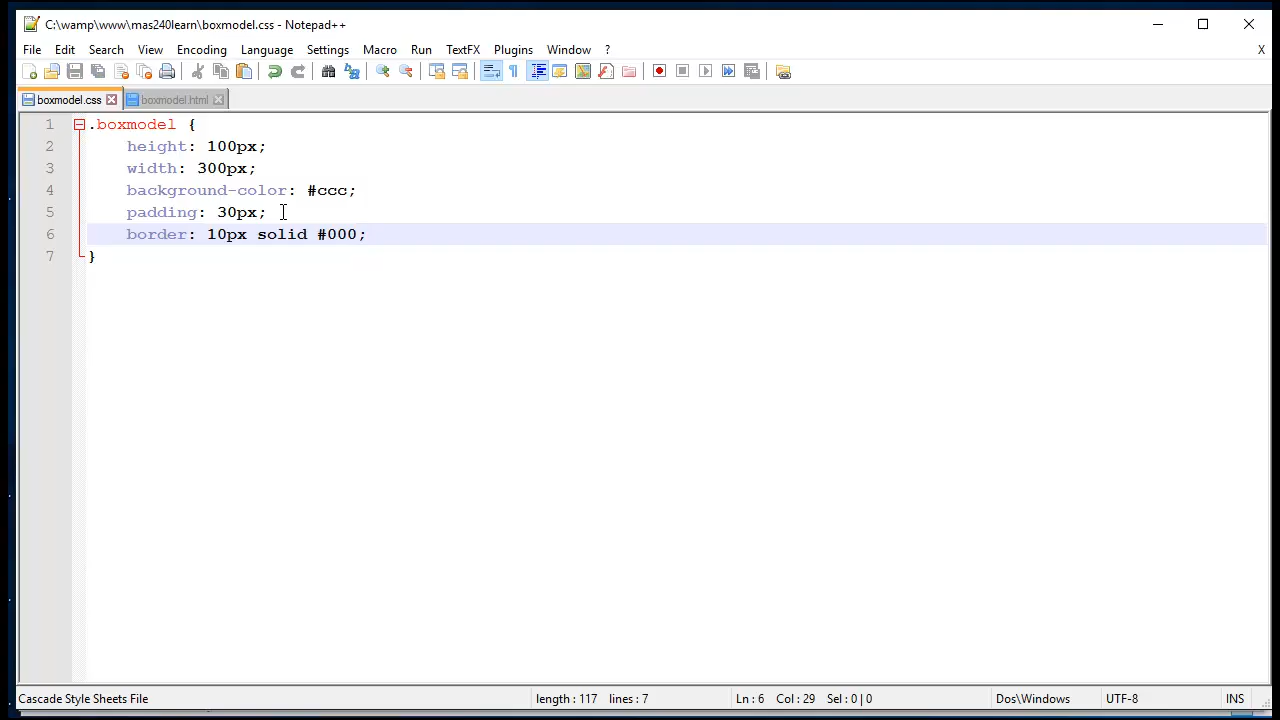 C:\wamp\www\mas240learn\boxmodel.css - Notepad++
File Edit Search View Encoding Language Settings Macro Run TextFX Plugins Window ? X
boxmodel.css boxmodel.html
1 .boxmodel {
2 height: 100px;
3 width: 300px;
4 background-color: #ccc;
5 padding: 30px;
6 border: 10px solid #000;
7 }
Cascade Style Sheets File length : 117 lines : 7 Ln : 6 Col : 29 Sel : 0 | 0 Dos\Windows UTF-8 INS